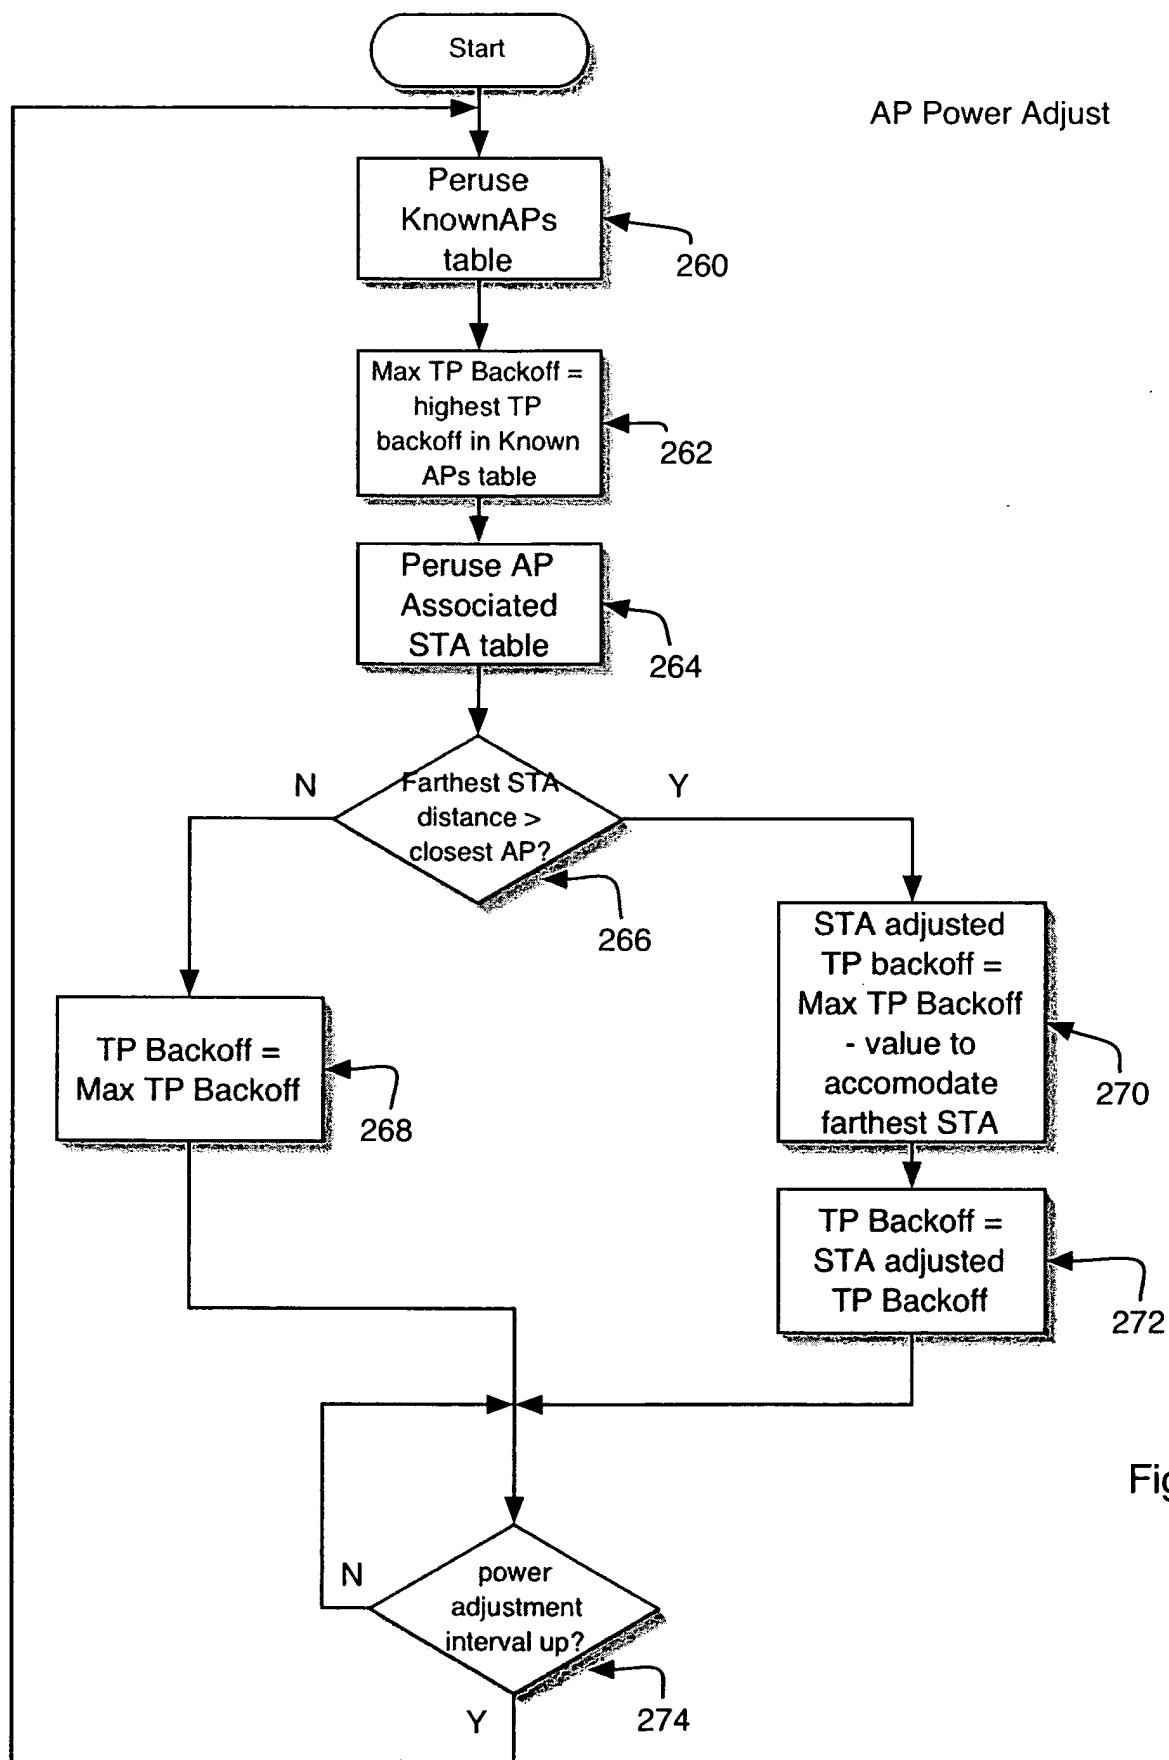 Start
AP Power Adjust
Peruse
KnownAPs
table
260
Max TP Backoff =
highest TP
backoff in Known
APs table
262
Peruse AP
Associated
STA table
264
N
Farthest STA
distance >
closest AP?
Y
266
STA adjusted
TP backoff =
Max TP Backoff
- value to
accomodate
farthest STA
270
TP Backoff =
Max TP Backoff
268
TP Backoff =
STA adjusted
TP Backoff
272
Fig
N
power
adjustment
interval up?
Y
274